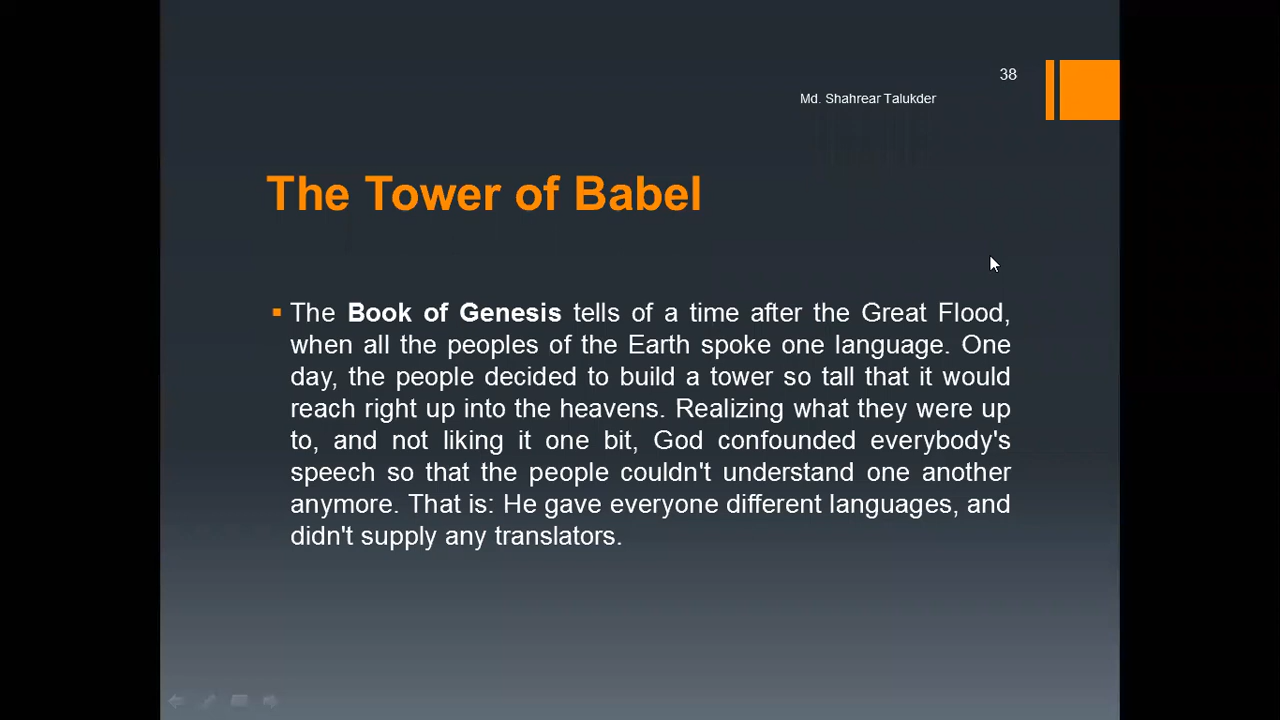 38
Md. Shahrear Talukder
The Tower of Babel
▪ The Book of Genesis tells of a time after the Great Flood,
when all the peoples of the Earth spoke one language. One
day, the people decided to build a tower so tall that it would
reach right up into the heavens. Realizing what they were up
to, and not liking it one bit, God confounded everybody's
speech so that the people couldn't understand one another
anymore. That is: He gave everyone different languages, and
didn't supply any translators.